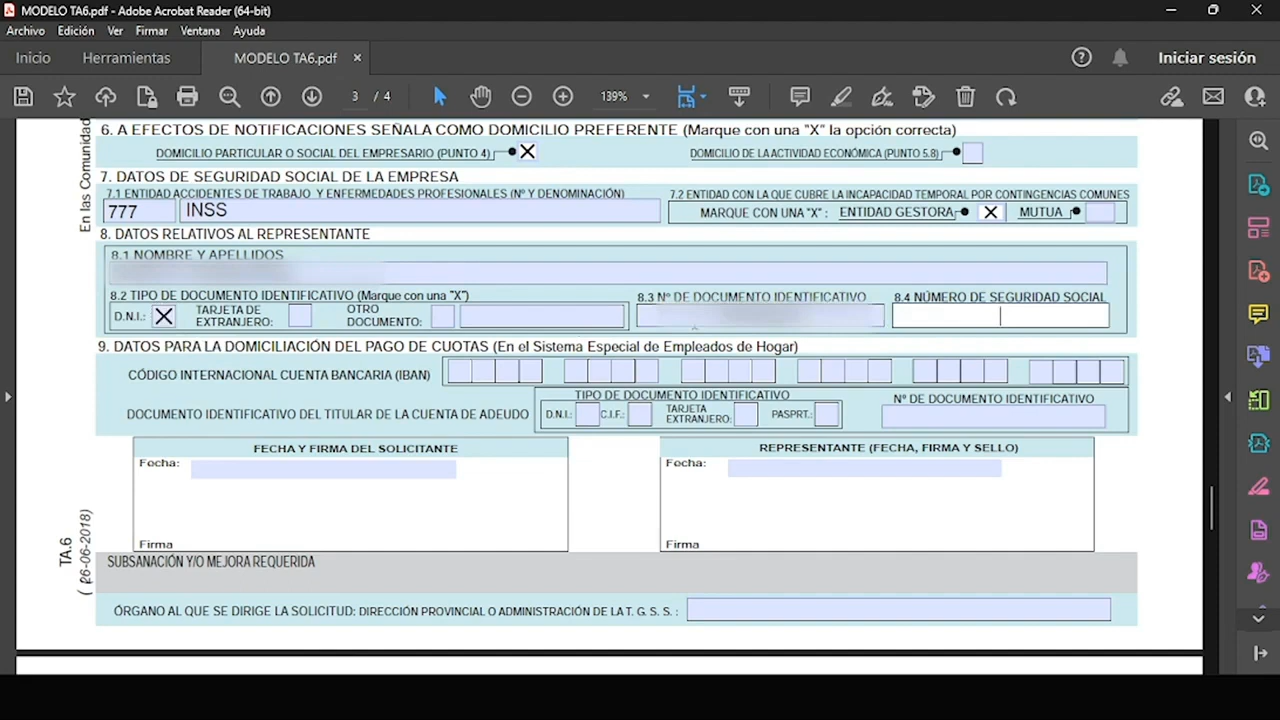 MODELO TA6.pdf - Adobe Acrobat Reader (64-bit)
Archivo Edición Ver Firmar Ventana Ayuda
Inicio Herramientas MODELO TA6.pdf × Iniciar sesión
3 / 4 139%
En las Comunidad
6. A EFECTOS DE NOTIFICACIONES SEÑALA COMO DOMICILIO PREFERENTE (Marque con una "X" la opción correcta)
DOMICILIO PARTICULAR O SOCIAL DEL EMPRESARIO (PUNTO 4) X DOMICILIO DE LA ACTIVIDAD ECONÓMICA (PUNTO 5.8)
7. DATOS DE SEGURIDAD SOCIAL DE LA EMPRESA
7.1 ENTIDAD ACCIDENTES DE TRABAJO Y ENFERMEDADES PROFESIONALES (Nº Y DENOMINACIÓN) 7.2 ENTIDAD CON LA QUE CUBRE LA INCAPACIDAD TEMPORAL POR CONTINGENCIAS COMUNES
777 INSS MARQUE CON UNA "X" : ENTIDAD GESTORA X MUTUA
8. DATOS RELATIVOS AL REPRESENTANTE
8.1 NOMBRE Y APELLIDOS
8.2 TIPO DE DOCUMENTO IDENTIFICATIVO (Marque con una "X") 8.3 Nº DE DOCUMENTO IDENTIFICATIVO 8.4 NÚMERO DE SEGURIDAD SOCIAL
D.N.I.: X TARJETA DE EXTRANJERO: OTRO DOCUMENTO:
9. DATOS PARA LA DOMICILIACIÓN DEL PAGO DE CUOTAS (En el Sistema Especial de Empleados de Hogar)
CÓDIGO INTERNACIONAL CUENTA BANCARIA (IBAN)
TIPO DE DOCUMENTO IDENTIFICATIVO Nº DE DOCUMENTO IDENTIFICATIVO
DOCUMENTO IDENTIFICATIVO DEL TITULAR DE LA CUENTA DE ADEUDO D.N.I.: C.I.F.: TARJETA EXTRANJERO: PASPRT.:
FECHA Y FIRMA DEL SOLICITANTE REPRESENTANTE (FECHA, FIRMA Y SELLO)
Fecha: Fecha:
Firma Firma
TA.6
( 26-06-2018)
SUBSANACIÓN Y/O MEJORA REQUERIDA
ÓRGANO AL QUE SE DIRIGE LA SOLICITUD: DIRECCIÓN PROVINCIAL O ADMINISTRACIÓN DE LA T. G. S. S. :